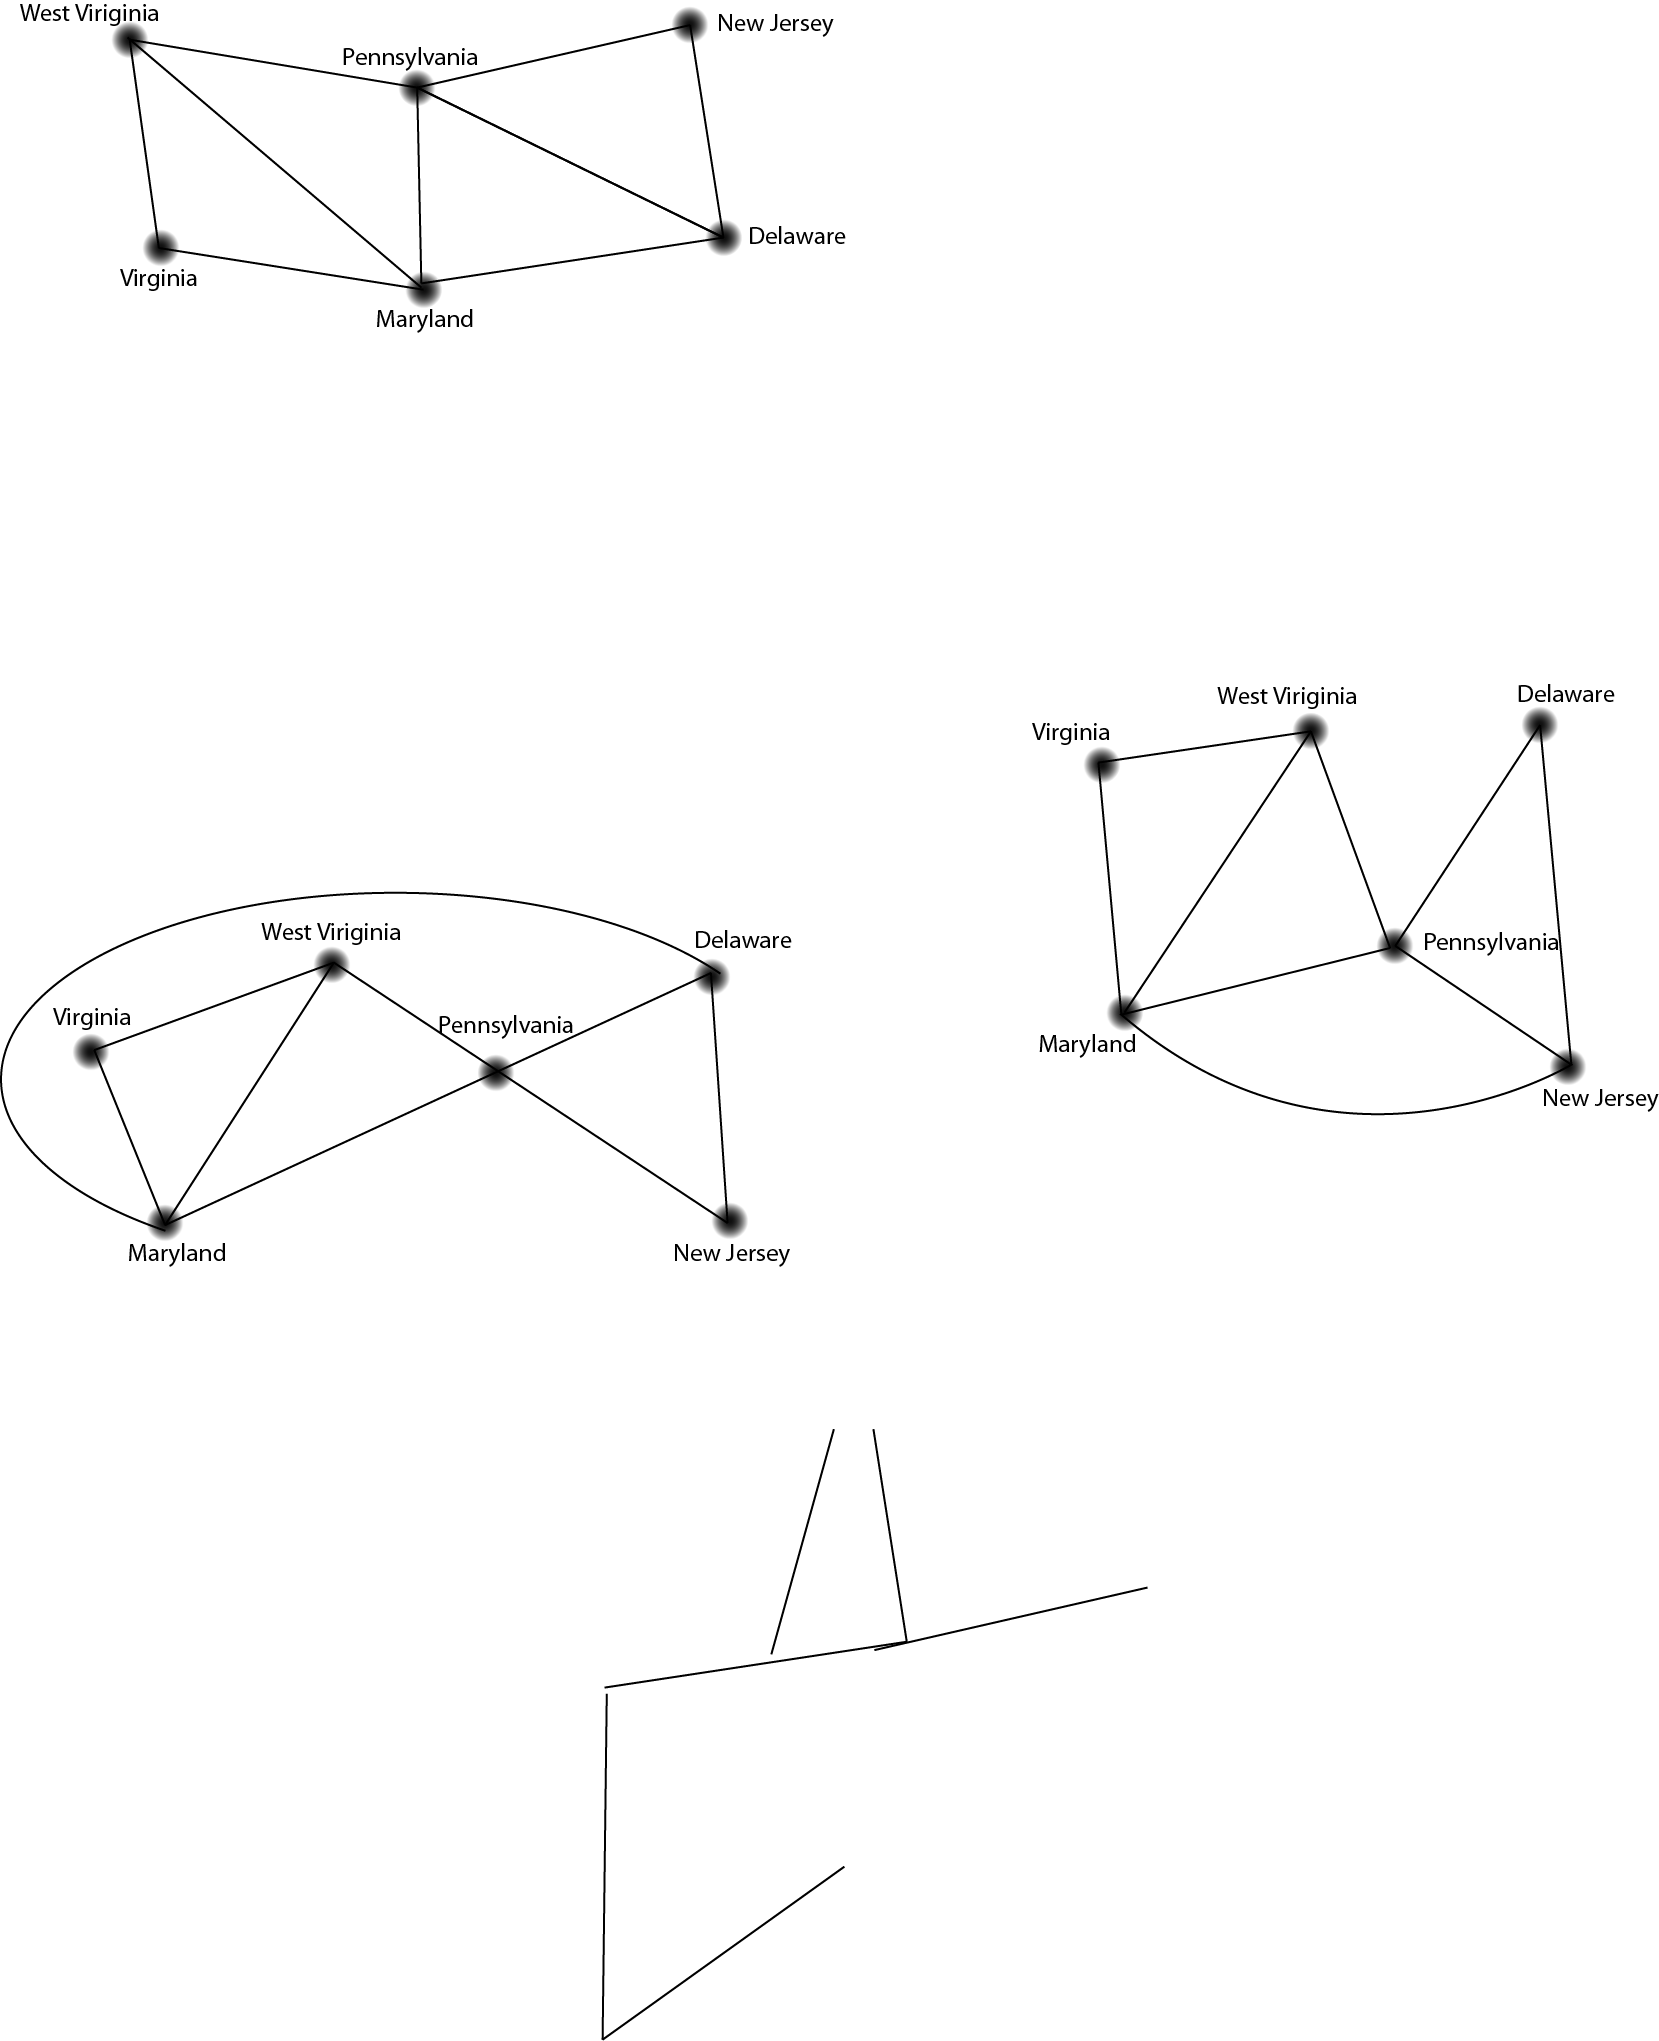 West Viriginia
New Jersey
Pennsylvania
Delaware
Virginia
Maryland
West Viriginia
Delaware
Virginia
Pennsylvania
Maryland
New Jersey
West Viriginia
Delaware
Virginia
Pennsylvania
Maryland
New Jersey